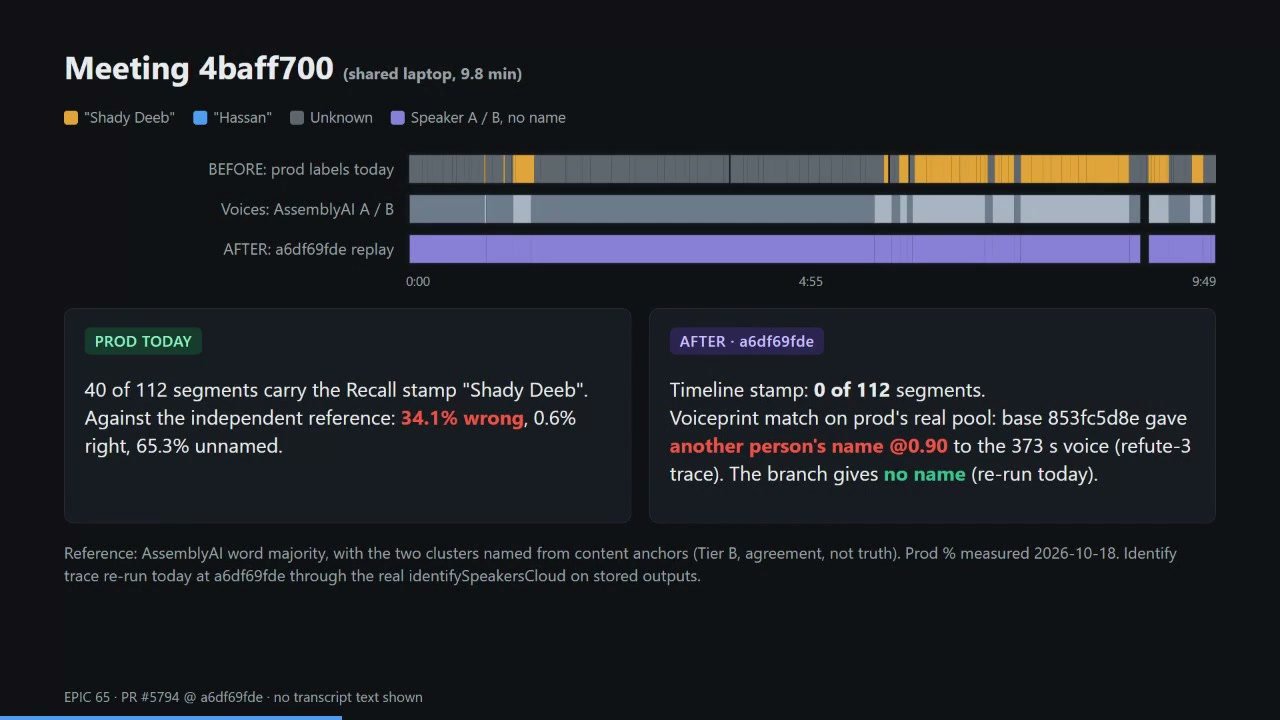 Meeting 4baff700 (shared laptop, 9.8 min)
"Shady Deeb" "Hassan" Unknown Speaker A / B, no name
BEFORE: prod labels today
Voices: AssemblyAI A / B
AFTER: a6df69fde replay
0:00 4:55 9:49
PROD TODAY
40 of 112 segments carry the Recall stamp "Shady Deeb".
Against the independent reference: 34.1% wrong, 0.6%
right, 65.3% unnamed.
AFTER · a6df69fde
Timeline stamp: 0 of 112 segments.
Voiceprint match on prod's real pool: base 853fc5d8e gave
another person's name @0.90 to the 373 s voice (refute-3
trace). The branch gives no name (re-run today).
Reference: AssemblyAI word majority, with the two clusters named from content anchors (Tier B, agreement, not truth). Prod % measured 2026-10-18. Identify
trace re-run today at a6df69fde through the real identifySpeakersCloud on stored outputs.
EPIC 65 · PR #5794 @ a6df69fde · no transcript text shown